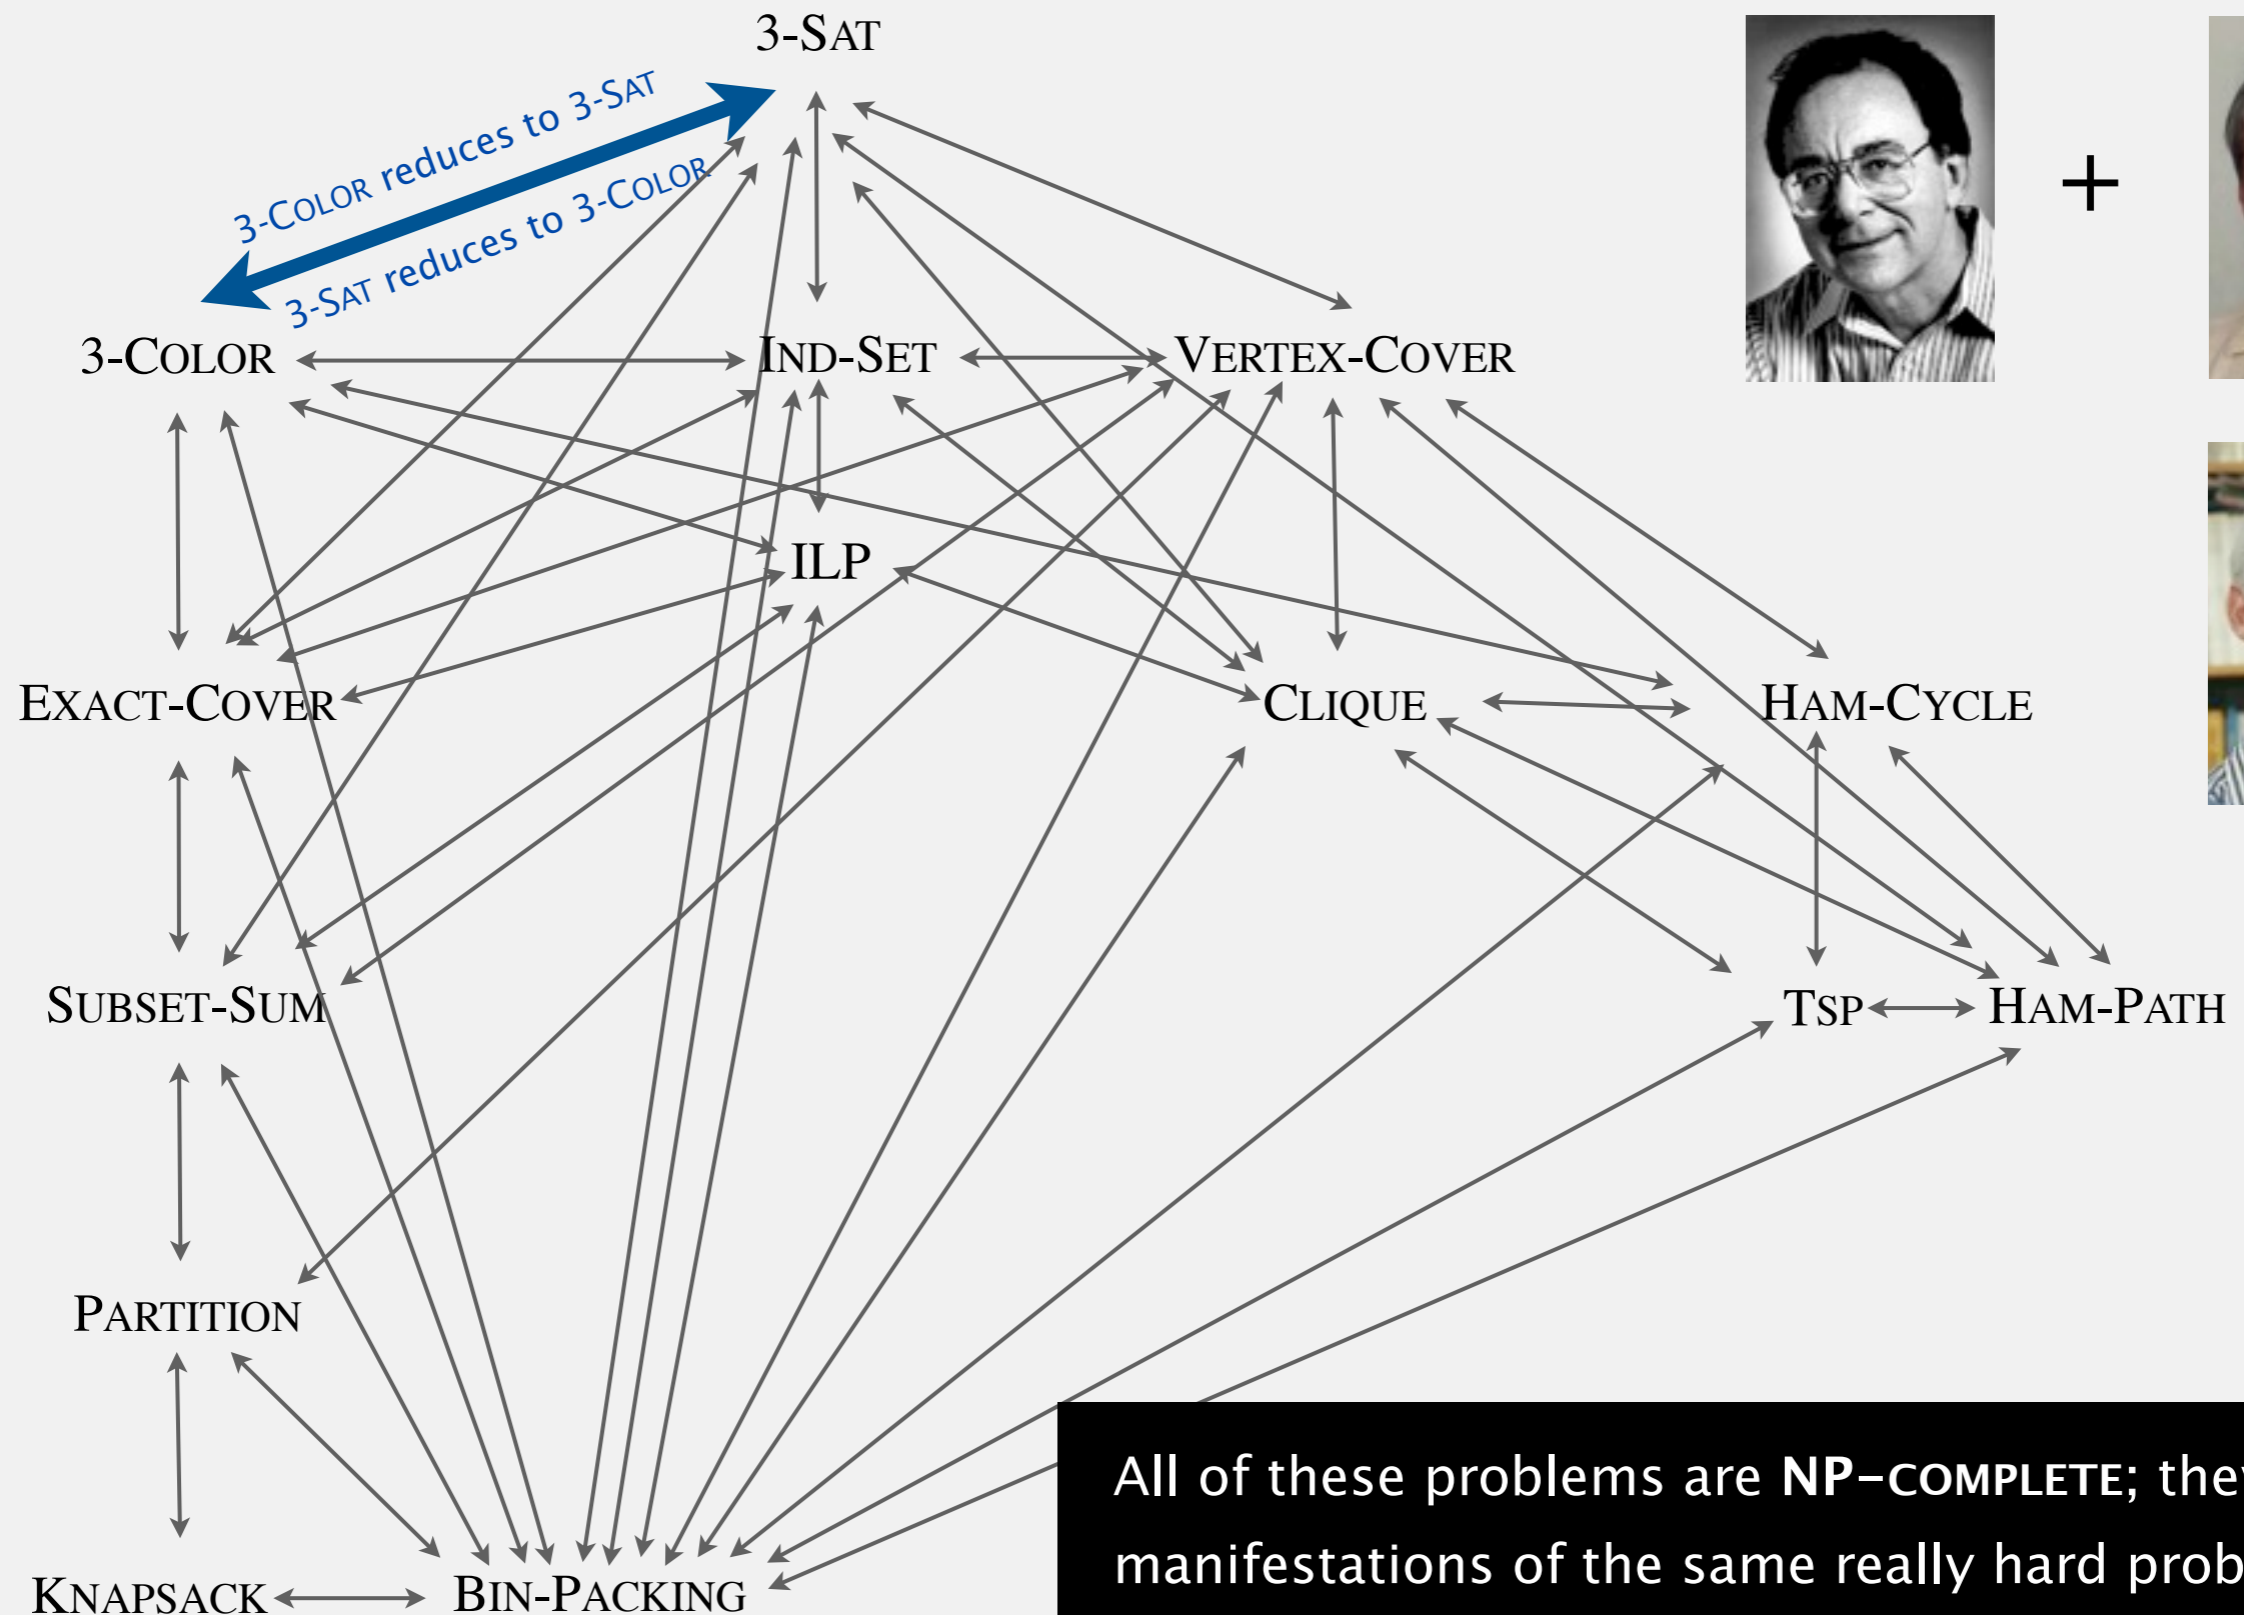 3-SAT
3-COLOR reduces to 3-SAT
3-SAT reduces to 3-COLOR
3-COLOR
IND-SET
VERTEX-COVER
+
ILP
EXACT-COVER
CLIQUE
HAM-CYCLE
SUBSET-SUM
TSP
HAM-PATH
PARTITION
All of these problems are NP-COMPLETE; they
manifestations of the same really hard prob
KNAPSACK
BIN-PACKING